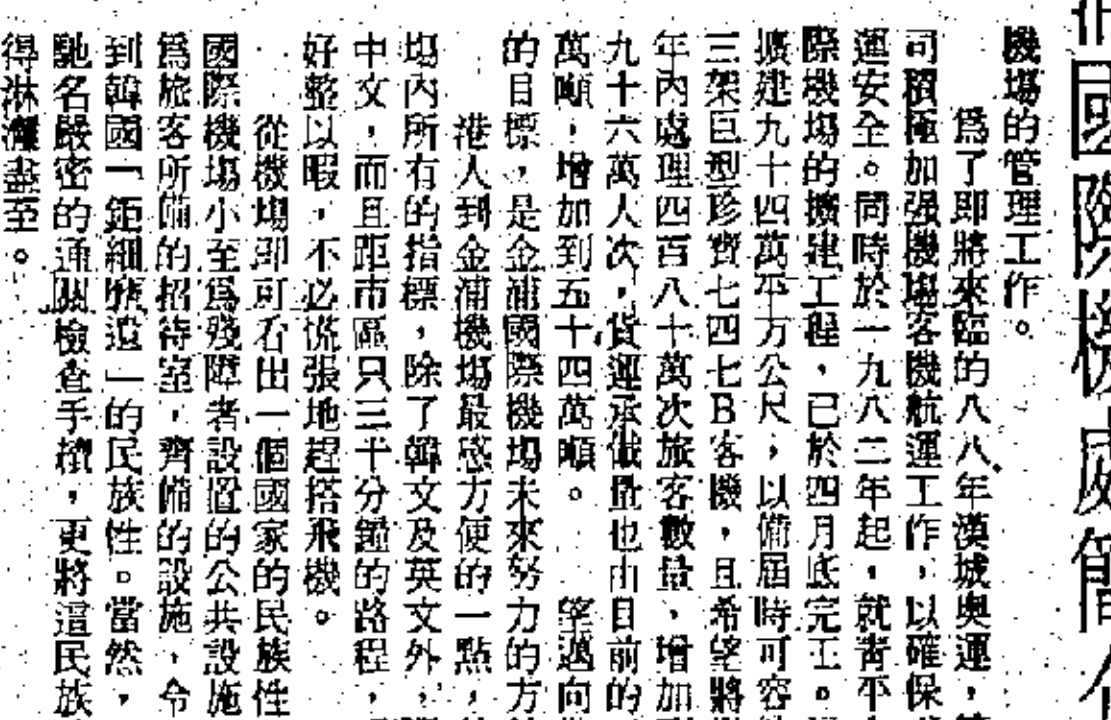 國際機
機場的管理工作。
為了即將來臨的八八年漢城奧運，
司積極加强機場客機航運工作，以確保
運安全。同時於一九八二年起，就著手
際機場的擴建工程，已於四月底完工。
擴建九十四萬平方公尺，以備屆時可容
三架巨型珍寶七四七B客機，且希望將
年內處理四百八十萬次旅客數量，增加
九十六萬人次，貨運承儎量也由目前的
萬噸，增加到五十四萬噸。　望邁向
的目標，是金浦國際機場未來努力的方
港人到金浦機場最感方便的一點，
場內所有的指標，除了韓文及英文外，
中文，而且距市區只三十分鐘的路程，
好整以暇，不必慌張地趕搭飛機。
從機場即可看出一個國家的民族性
國際機場小至為殘障者設置的公共設施
為旅客所備的招待室，齊備的設施，令
到韓國「鉅細靡遺」的民族性。當然，
馳名嚴密的通關檢查手續，更將這民族
得淋灕盡至。